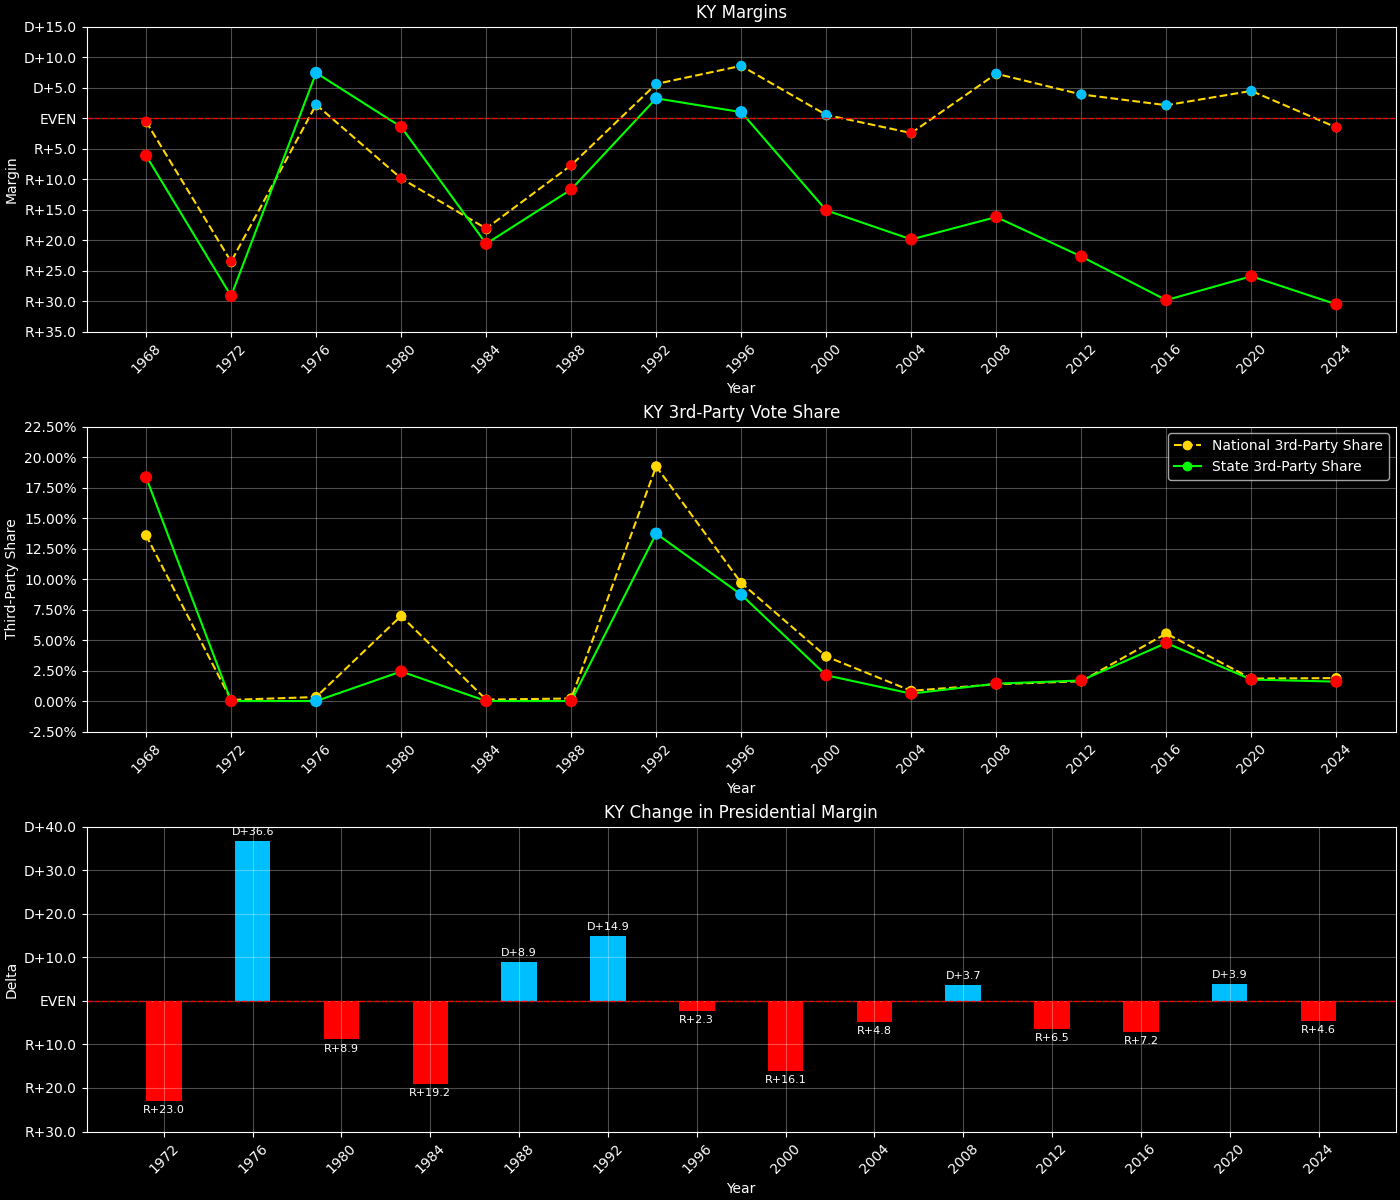 KY Margins
D+15.0
D+10.0
D+5.0
EVEN
R+5.0
R+10.0
R+15.0
R+20.0
R+25.0
R+30.0
R+35.0
Margin
1968 1972 1976 1980 1984 1988 1992 1996 2000 2004 2008 2012 2016 2020 2024
Year
KY 3rd-Party Vote Share
22.50%
20.00%
17.50%
15.00%
12.50%
10.00%
7.50%
5.00%
2.50%
0.00%
-2.50%
Third-Party Share
National 3rd-Party Share
State 3rd-Party Share
1968 1972 1976 1980 1984 1988 1992 1996 2000 2004 2008 2012 2016 2020 2024
Year
KY Change in Presidential Margin
D+40.0
D+30.0
D+20.0
D+10.0
EVEN
R+10.0
R+20.0
R+30.0
Delta
R+23.0
D+36.6
R+8.9
R+19.2
D+8.9
D+14.9
R+2.3
R+16.1
R+4.8
D+3.7
R+6.5
R+7.2
D+3.9
R+4.6
1972 1976 1980 1984 1988 1992 1996 2000 2004 2008 2012 2016 2020 2024
Year